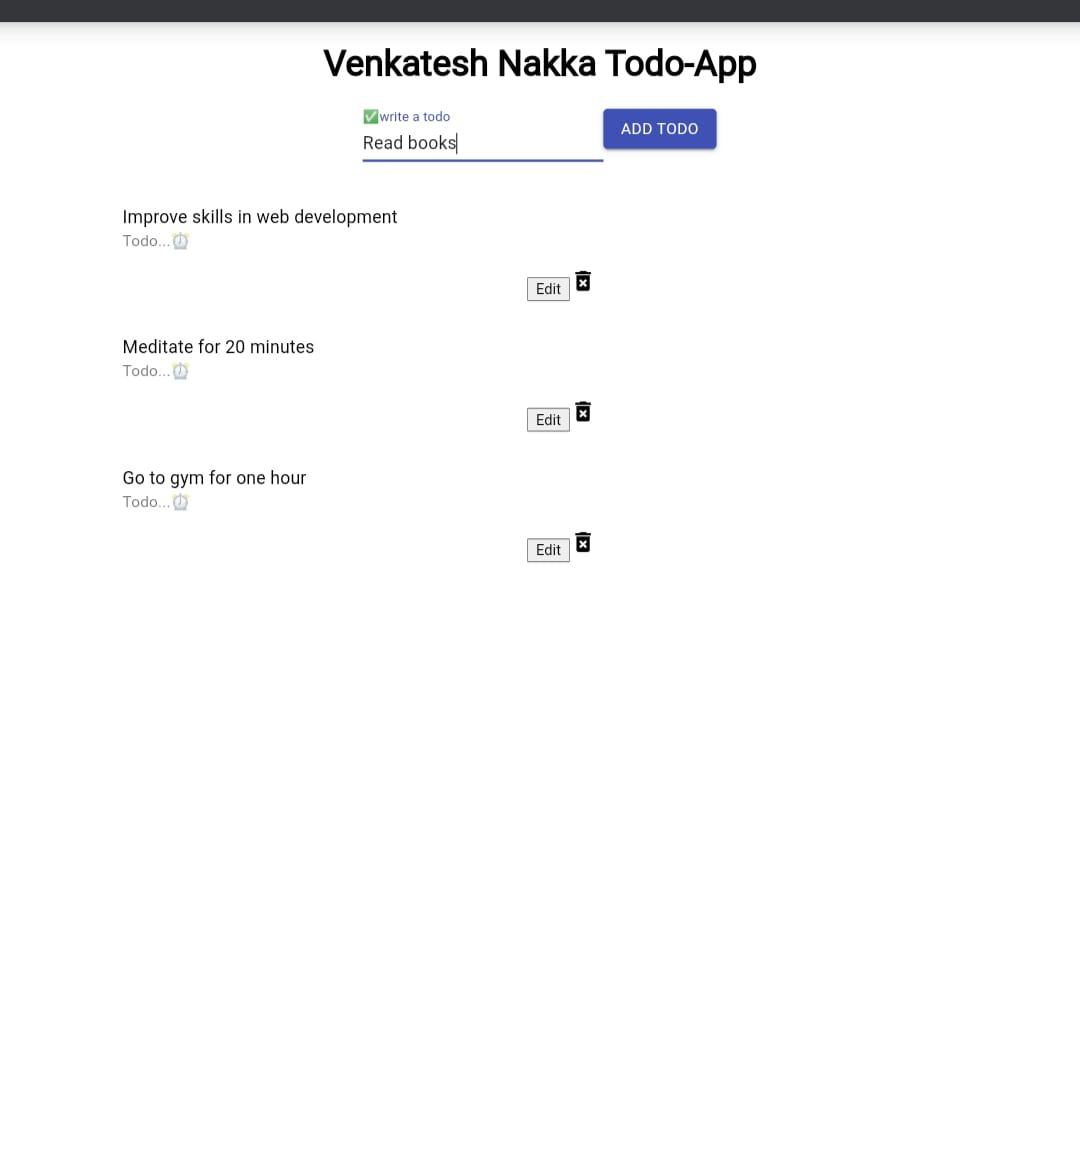 Venkatesh Nakka Todo-App
✅write a todo
Read books
ADD TODO
Improve skills in web development
Todo...⏰
Edit
Meditate for 20 minutes
Todo...⏰
Edit
Go to gym for one hour
Todo...⏰
Edit